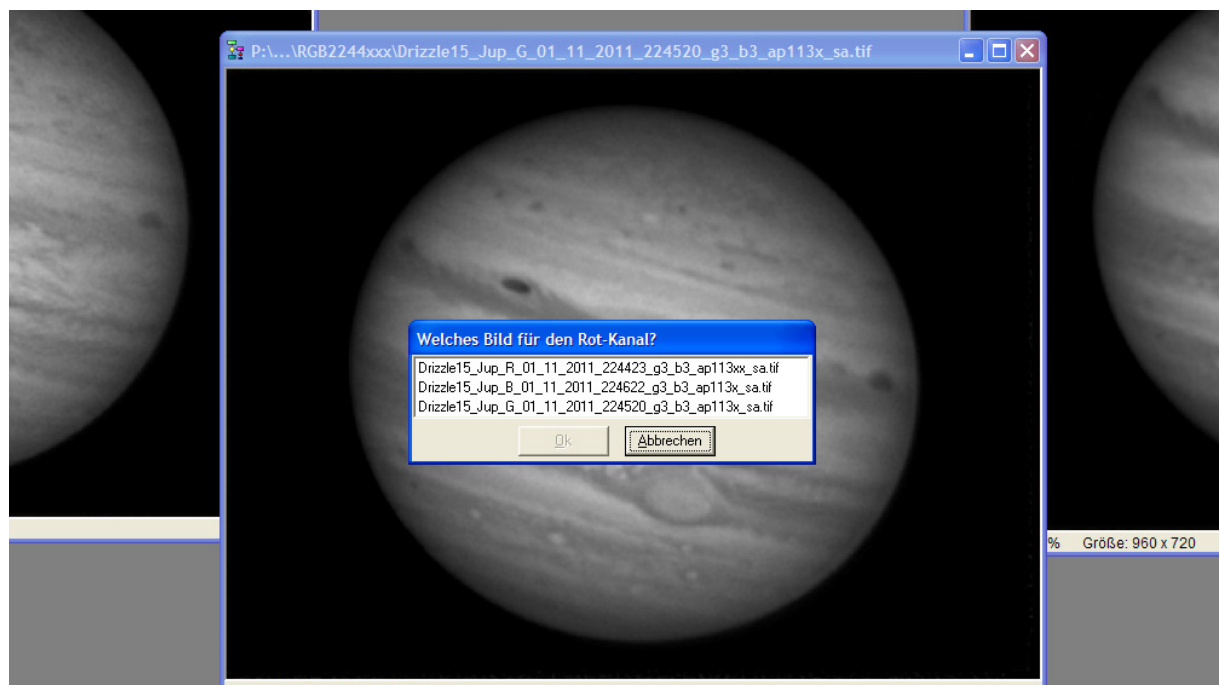 P:\...\RGB2244xxx\Drizzle15_Jup_G_01_11_2011_224520_g3_b3_ap113x_sa.tif
Welches Bild für den Rot-Kanal?
Drizzle15_Jup_R_01_11_2011_224423_g3_b3_ap113xx_sa.tif
Drizzle15_Jup_B_01_11_2011_224622_g3_b3_ap113x_sa.tif
Drizzle15_Jup_G_01_11_2011_224520_g3_b3_ap113x_sa.tif
Ok Abbrechen
% Größe: 960 x 720